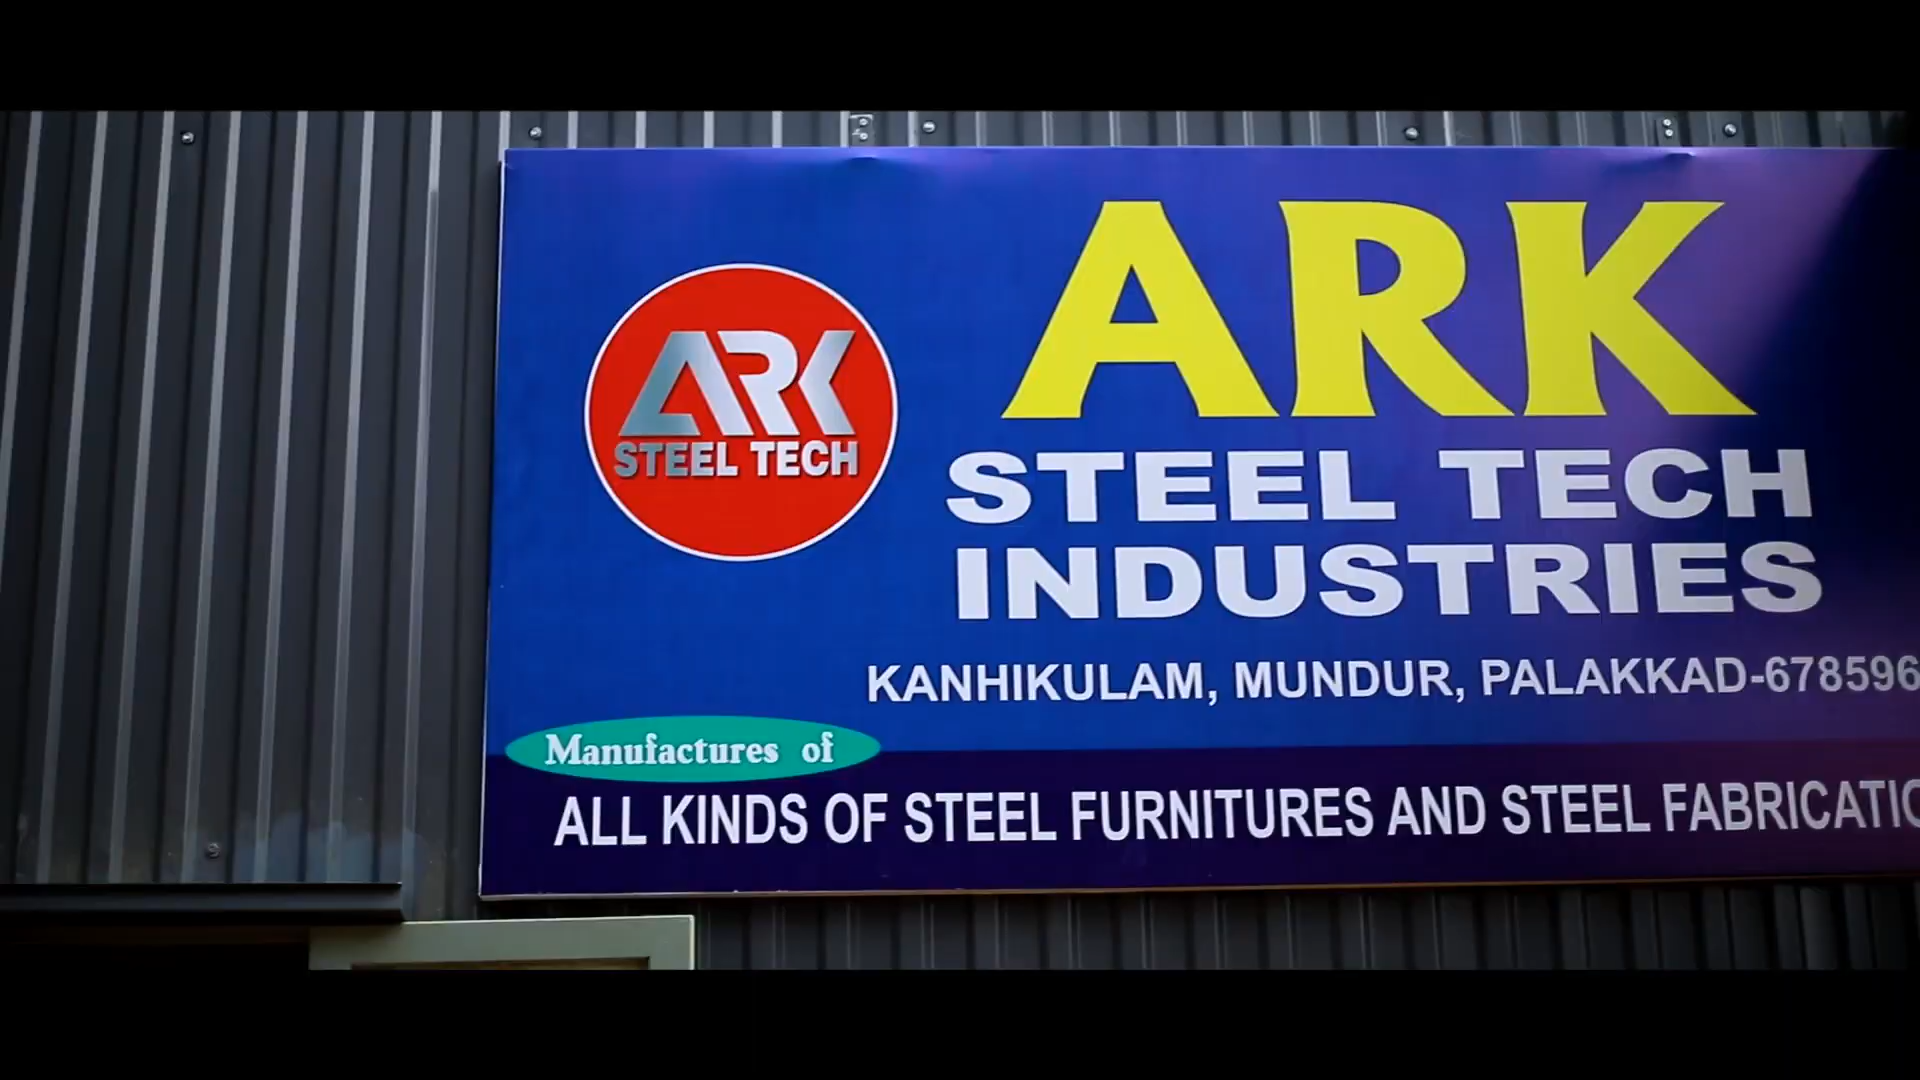 ARK
STEEL TECH
ARK
STEEL TECH
INDUSTRIES
KANHIKULAM, MUNDUR, PALAKKAD-678596
Manufactures of
ALL KINDS OF STEEL FURNITURES AND STEEL